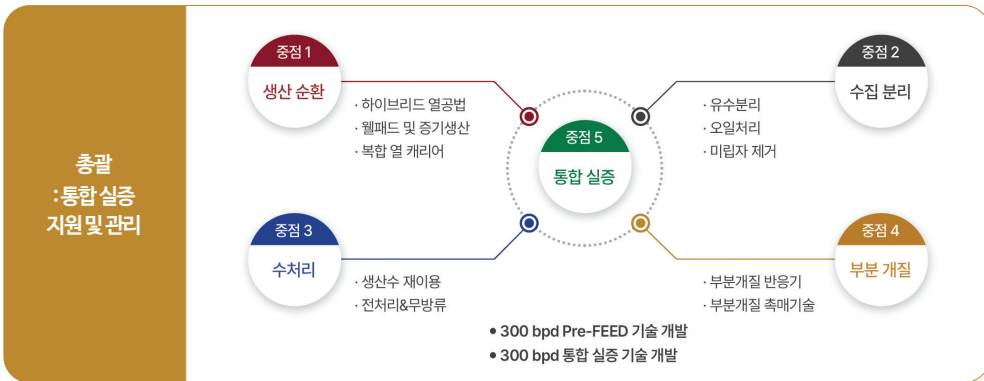 총괄
: 통합 실증
지원 및 관리
중점 1
생산 순환
· 하이브리드 열공법
· 웰패드 및 증기생산
· 복합 열 캐리어
중점 2
수집 분리
· 유수분리
· 오일처리
· 미립자 제거
중점 5
통합 실증
중점 3
수처리
· 생산수 재이용
· 전처리&무방류
중점 4
부분 개질
· 부분개질 반응기
· 부분개질 촉매기술
• 300 bpd Pre-FEED 기술 개발
• 300 bpd 통합 실증 기술 개발